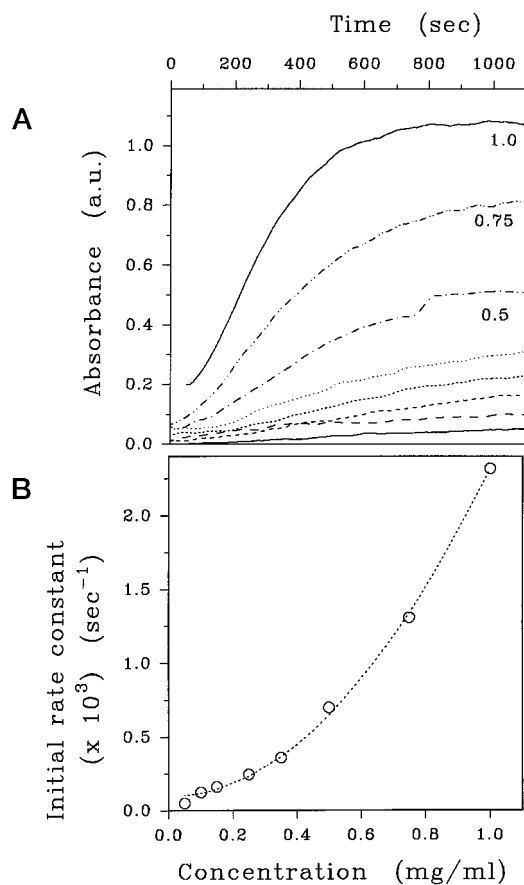 Time (sec)
0 200 400 600 800 1000
A
Absorbance (a.u.)
1.0
0.8
0.6
0.4
0.2
0.0
1.0
0.75
0.5
B
Initial rate constant
(x 10³) (sec⁻¹)
2.0
1.5
1.0
0.5
0.0
0.0 0.2 0.4 0.6 0.8 1.0
Concentration (mg/ml)